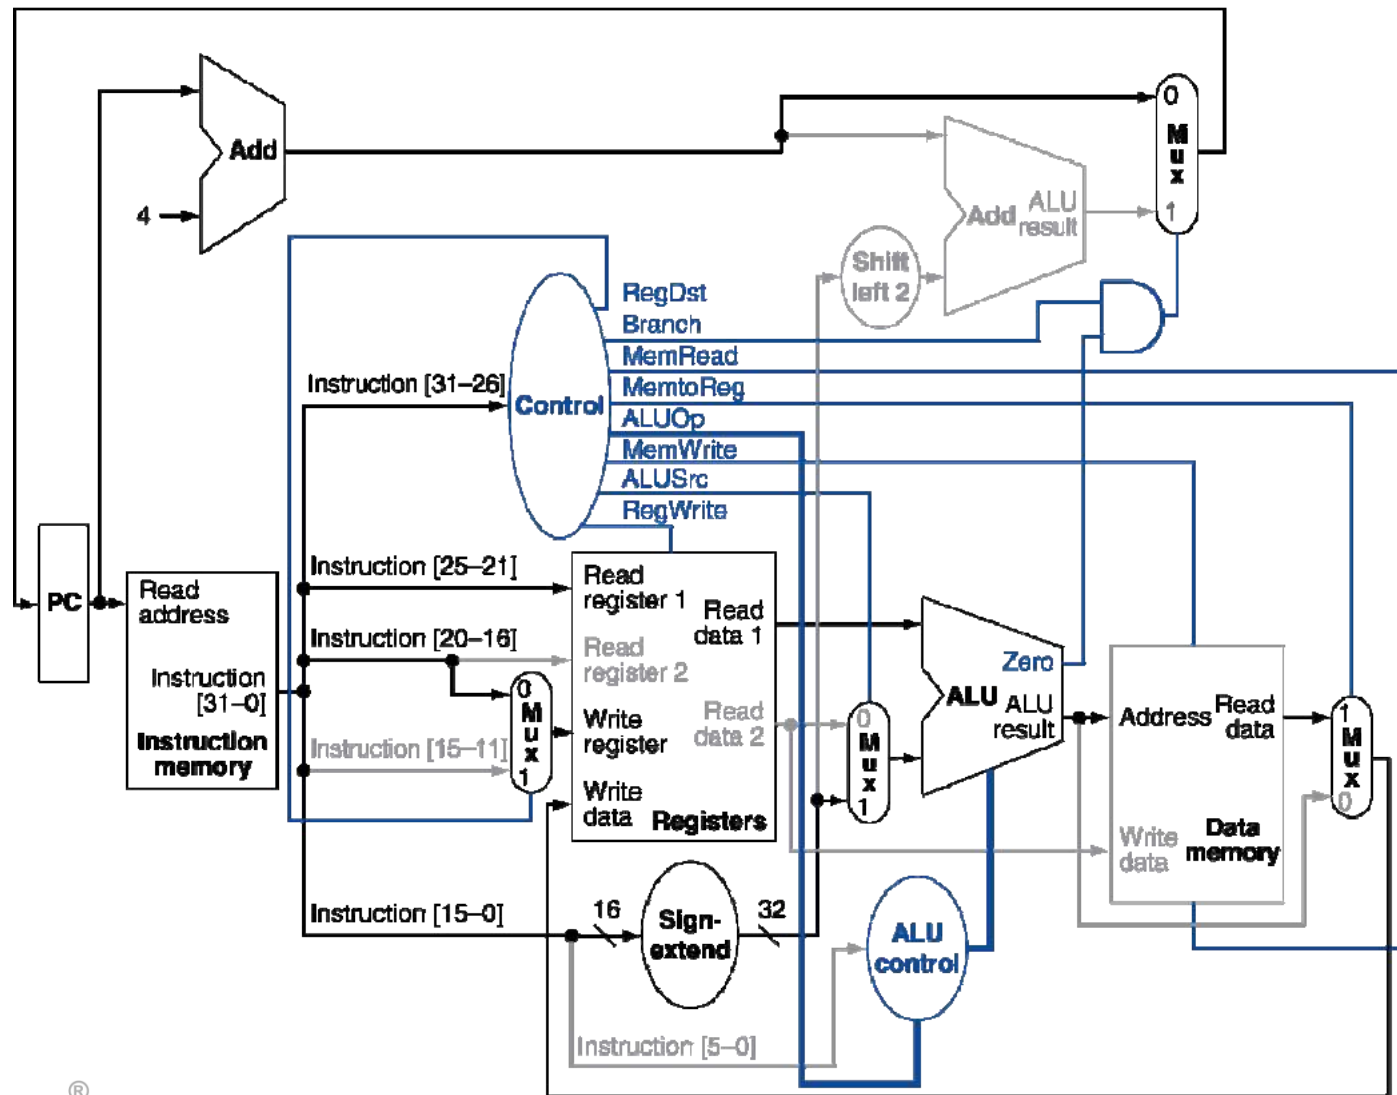 0
M
u
x
1
Add
4
Add
ALU
result
Shift
left 2
RegDst
Branch
MemRead
MemtoReg
ALUOp
MemWrite
ALUSrc
RegWrite
Instruction [31–26]
Control
PC
Read
address
Instruction
[31–0]
Instruction
memory
Instruction [25–21]
Instruction [20–16]
Instruction [15–11]
0
M
u
x
1
Read
register 1
Read
register 2
Write
register
Write
data
Read
data 1
Read
data 2
Registers
0
M
u
x
1
Zero
ALU
ALU
result
Address
Read
data
Write
data
Data
memory
1
M
u
x
0
Instruction [15–0]
16
Sign-
extend
32
ALU
control
Instruction [5–0]
®